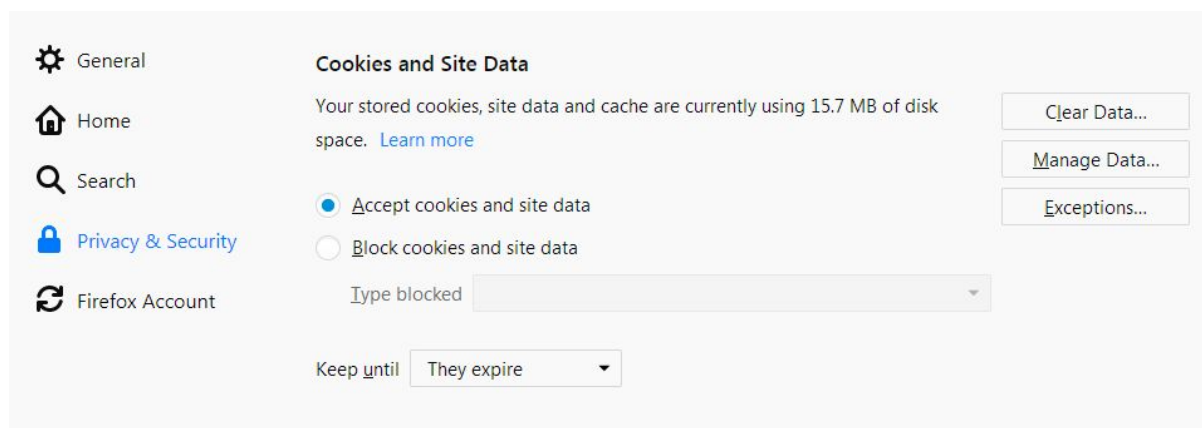 General
Home
Search
Privacy & Security
Firefox Account
Cookies and Site Data
Your stored cookies, site data and cache are currently using 15.7 MB of disk
space. Learn more
Accept cookies and site data
Block cookies and site data
Type blocked
Keep until They expire
Clear Data...
Manage Data...
Exceptions...